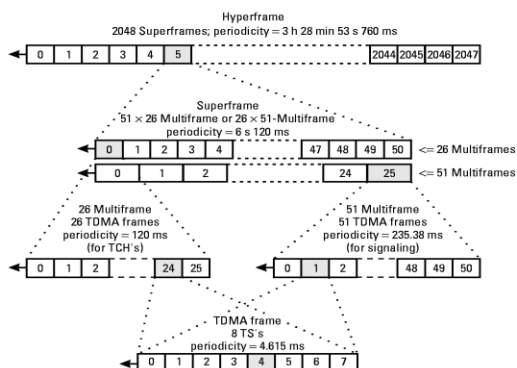 Hyperframe
2048 Superframes; periodicity = 3 h 28 min 53 s 760 ms
0 1 2 3 4 5 2044 2045 2046 2047
Superframe
51 × 26 Multiframe or 26 × 51-Multiframe
periodicity = 6 s 120 ms
0 1 2 3 4 47 48 49 50 <= 26 Multiframes
0 1 2 24 25 <= 51 Multiframes
26 Multiframe
26 TDMA frames
periodicity = 120 ms
(for TCH's)
51 Multiframe
51 TDMA frames
periodicity = 235.38 ms
(for signaling)
0 1 2 24 25
0 1 2 48 49 50
TDMA frame
8 TS's
periodicity = 4.615 ms
0 1 2 3 4 5 6 7